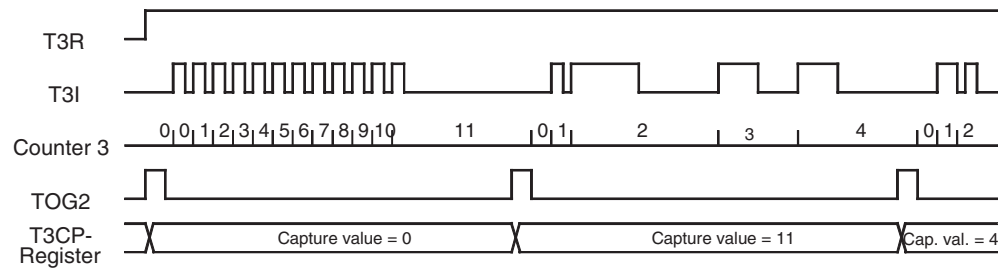 T3R
T3I
Counter 3
0 0 1 2 3 4 5 6 7 8 9 10 11 0 1 2 3 4 0 1 2
TOG2
T3CP-
Register
Capture value = 0
Capture value = 11
Cap. val. = 4